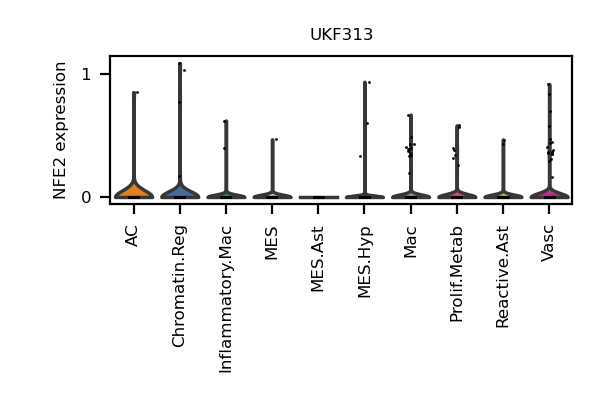 UKF313
NFE2 expression
1
0
AC
Chromatin.Reg
Inflammatory.Mac
MES
MES.Ast
MES.Hyp
Mac
Prolif.Metab
Reactive.Ast
Vasc